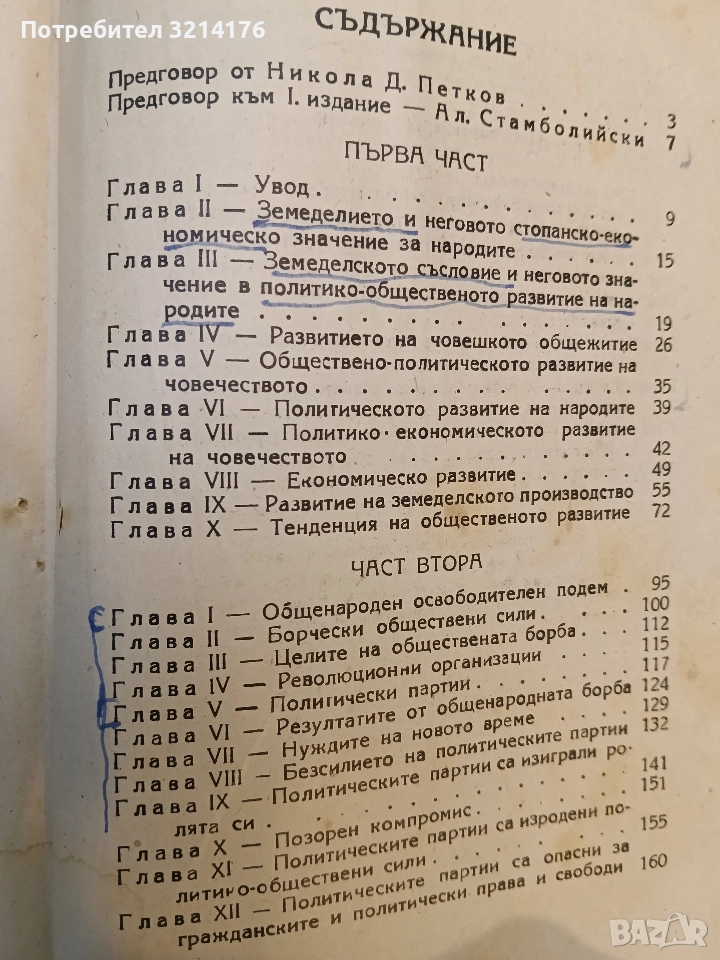 Потребител 3214176
СЪДЪРЖАНИЕ
Предговор от Никола Д. Петков . . . . . . 3
Предговор към I. издание — Ал. Стамболийски 7
ПЪРВА ЧАСТ
Глава I — Увод . . . . . . . . . . . 9
Глава II — Земеделието и неговото стопанско-еко-
номическо значение за народите . . . . . . 15
Глава III — Земеделското съсловие и неговото зна-
чение в политико-общественото развитие на на-
родите . . . . . . . . . . . . 19
Глава IV — Развитието на човешкото общежитие 26
Глава V — Обществено-политическото развитие на
човечеството . . . . . . . . . . . 35
Глава VI — Политическото развитие на народите 39
Глава VII — Политико-економическото развитие
на човечеството . . . . . . . . . . 42
Глава VIII — Економическо развитие . . . . . 49
Глава IX — Развитие на земеделското производство 55
Глава X — Тенденция на общественото развитие 72
ЧАСТ ВТОРА
Глава I — Общенароден освободителен подем . 95
Глава II — Борчески обществени сили . . . . 100
Глава III — Целите на обществената борба . . . 112
Глава IV — Революционни организации . . . . 115
Глава V — Политически партии . . . . . . 117
Глава VI — Резултатите от общенародната борба 124
Глава VII — Нуждите на новото време . . . . 129
Глава VIII — Безсилието на политическите партии 132
Глава IX — Политическите партии са изиграли ро-
лята си . . . . . . . . . . . . 141
Глава X — Позорен компромис . . . . . . 151
Глава XI — Политическите партии са изродени по-
литико-обществени сили . . . . . . . 155
Глава XII — Политическите партии са опасни за
гражданските и политически права и свободи 160
BAZAR